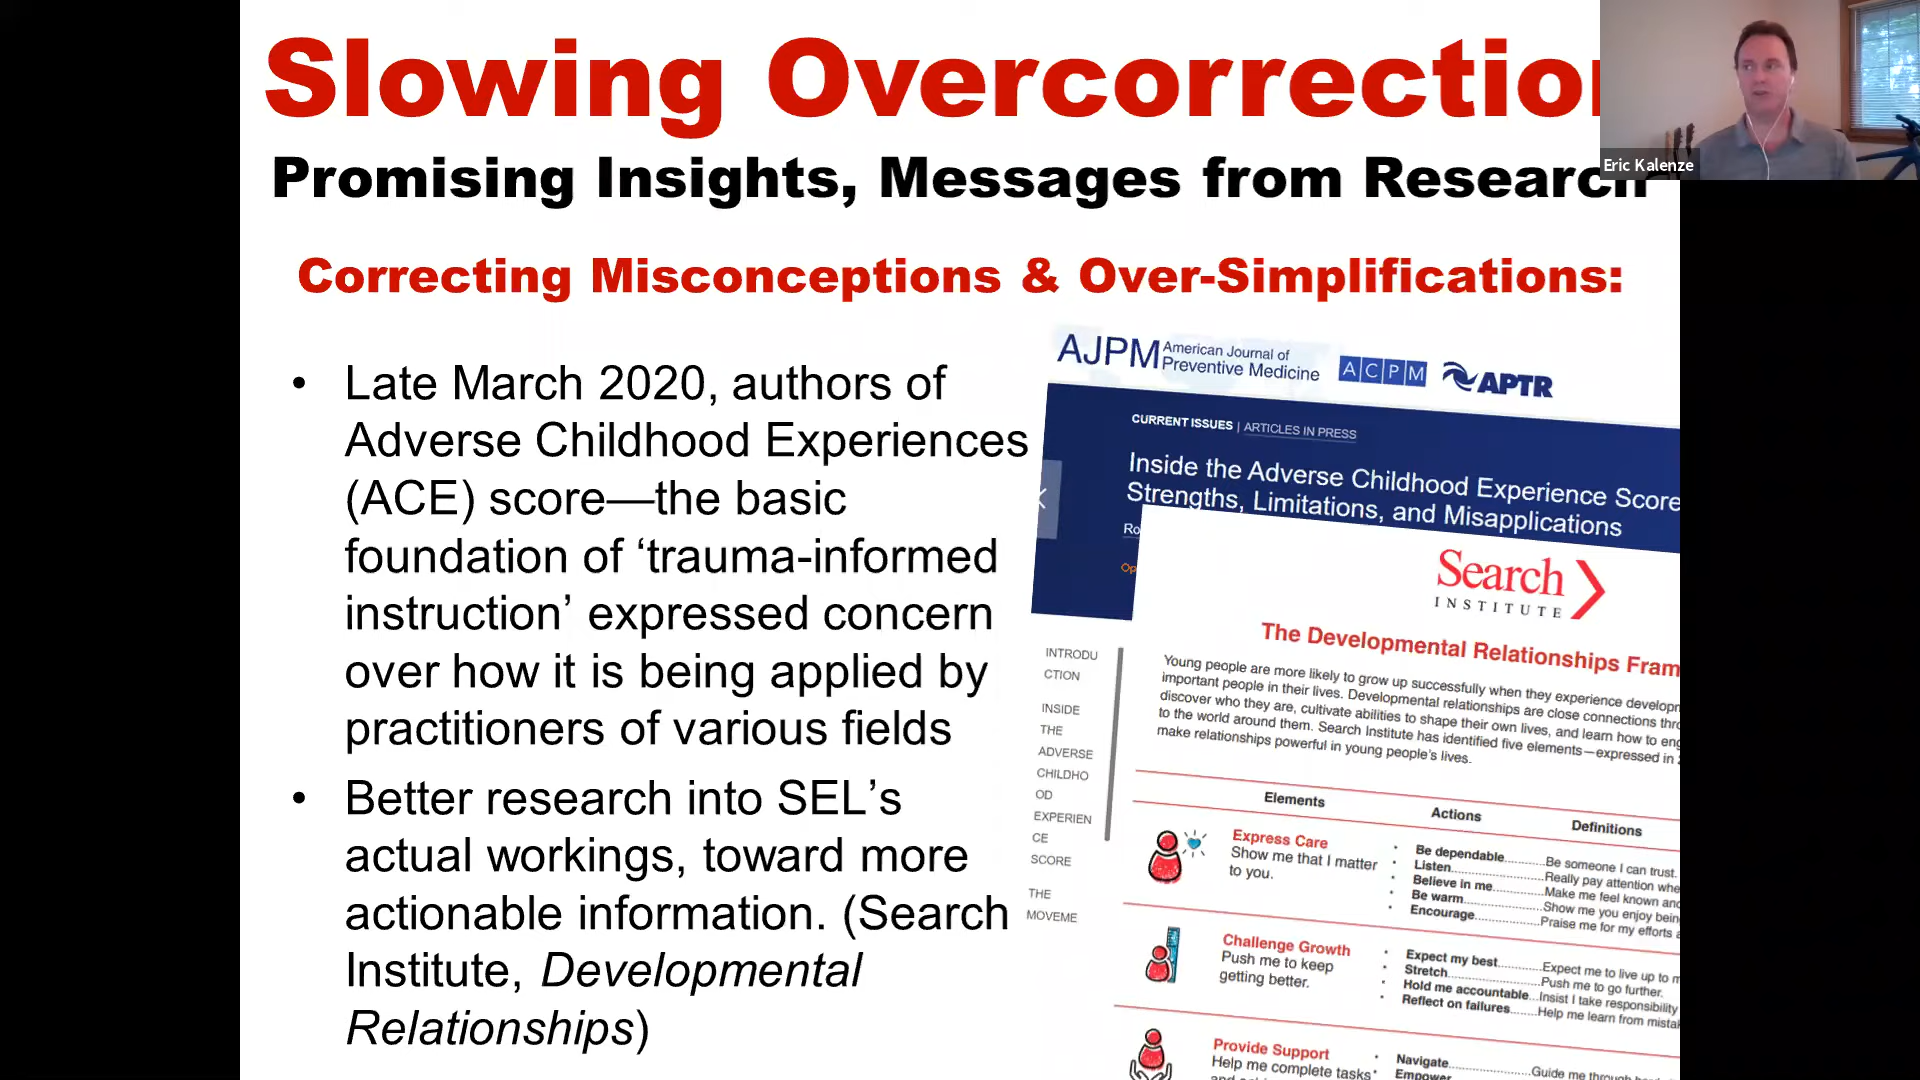 Slowing Overcorrection
Promising Insights, Messages from Research
Eric Kalenze
Correcting Misconceptions & Over-Simplifications:
• Late March 2020, authors of
Adverse Childhood Experiences
(ACE) score—the basic
foundation of ‘trauma-informed
instruction’ expressed concern
over how it is being applied by
practitioners of various fields
• Better research into SEL’s
actual workings, toward more
actionable information. (Search
Institute, Developmental
Relationships)
AJPM American Journal of
Preventive Medicine
ACPM
APTR
CURRENT ISSUES | ARTICLES IN PRESS
Inside the Adverse Childhood Experience Score
Strengths, Limitations, and Misapplications
Ro
Op
INTRODU
CTION
INSIDE
THE
ADVERSE
CHILDHO
OD
EXPERIEN
CE
SCORE
THE
MOVEME
Search
INSTITUTE
The Developmental Relationships Fram
Young people are more likely to grow up successfully when they experience develop
important people in their lives. Developmental relationships are close connections thr
discover who they are, cultivate abilities to shape their own lives, and learn how to en
to the world around them. Search Institute has identified five elements—expressed in
make relationships powerful in young people's lives.
Elements Actions Definitions
Express Care
Show me that I matter
to you.
• Be dependable...........Be someone I can trust.
• Listen.........................Really pay attention whe
• Believe in me.............Make me feel known and
• Be warm....................Show me you enjoy bein
• Encourage.................Praise me for my efforts a
Challenge Growth
Push me to keep
getting better.
• Expect my best...........Expect me to live up to m
• Stretch.......................Push me to go further.
• Hold me accountable...Insist I take responsibility
• Reflect on failures.......Help me learn from mistak
Provide Support
Help me complete tasks
• Navigate....................Guide me through
Empower